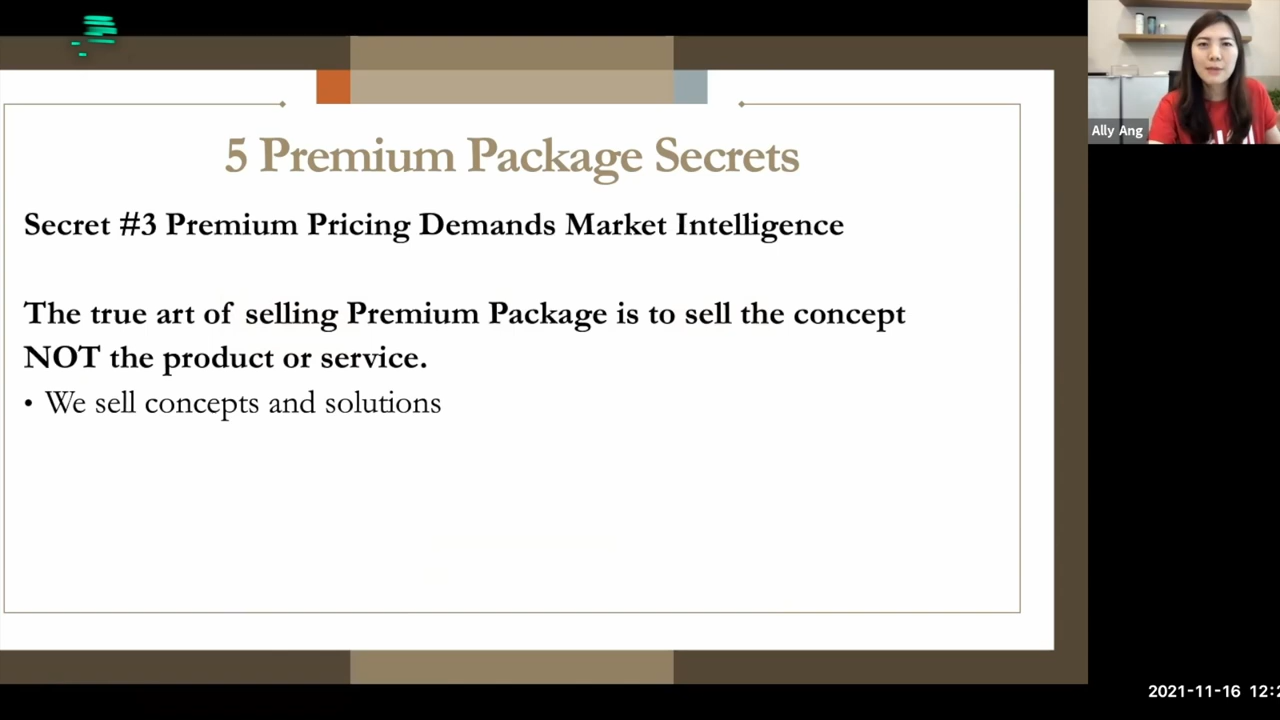 5 Premium Package Secrets
Secret #3 Premium Pricing Demands Market Intelligence
The true art of selling Premium Package is to sell the concept
NOT the product or service.
• We sell concepts and solutions
Ally Ang
2021-11-16 12:2